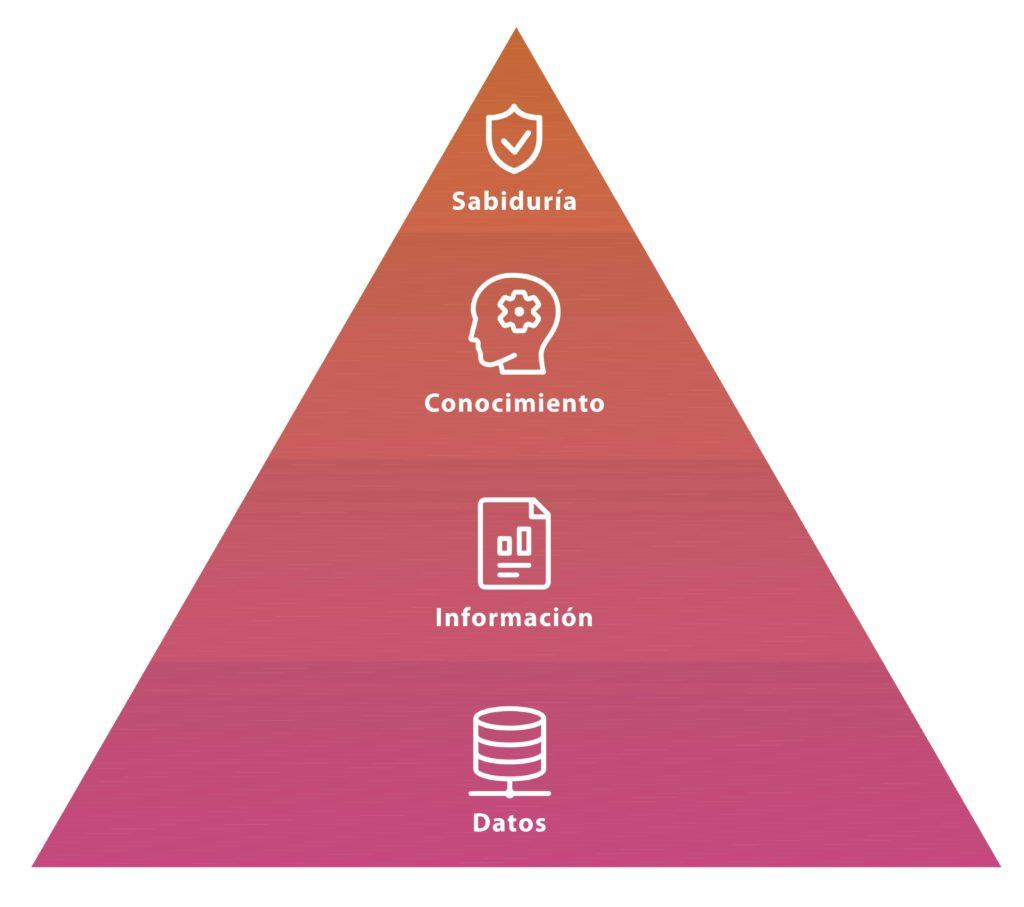 Sabiduría
Conocimiento
Información
Datos